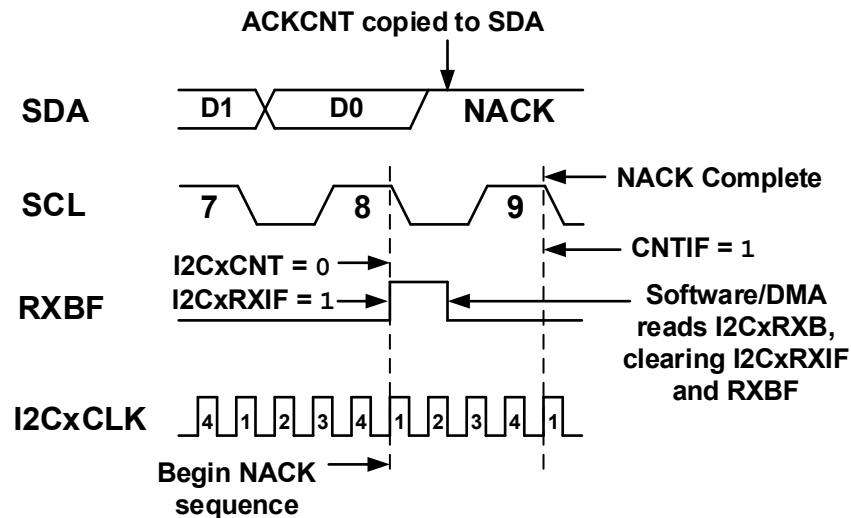 ACKCNT copied to SDA
SDA
D1
D0
NACK
SCL
7
8
9
NACK Complete
I2CxCNT = 0
CNTIF = 1
RXBF
I2CxRXIF = 1
Software/DMA
reads I2CxRXB,
clearing I2CxRXIF
and RXBF
I2CxCLK
4 1 2 3 4 1 2 3 4 1
Begin NACK
sequence